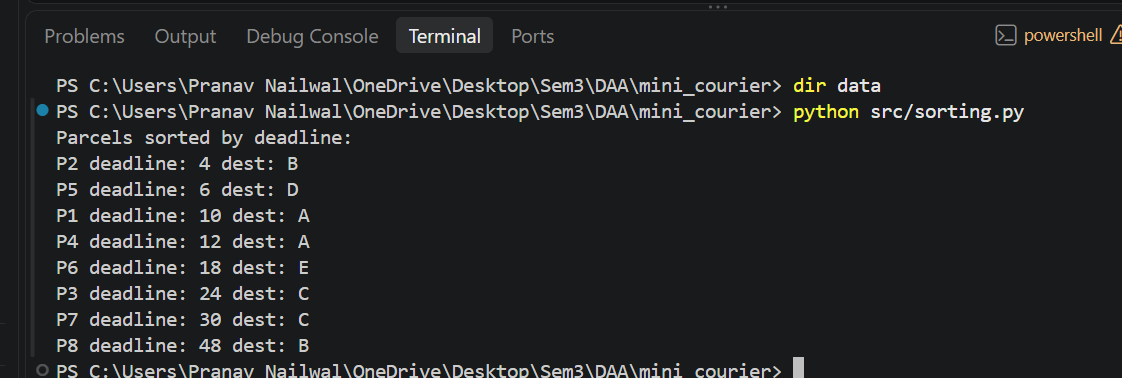 Problems Output Debug Console Terminal Ports powershell
PS C:\Users\Pranav Nailwal\OneDrive\Desktop\Sem3\DAA\mini_courier> dir data
PS C:\Users\Pranav Nailwal\OneDrive\Desktop\Sem3\DAA\mini_courier> python src/sorting.py
Parcels sorted by deadline:
P2 deadline: 4 dest: B
P5 deadline: 6 dest: D
P1 deadline: 10 dest: A
P4 deadline: 12 dest: A
P6 deadline: 18 dest: E
P3 deadline: 24 dest: C
P7 deadline: 30 dest: C
P8 deadline: 48 dest: B
PS C:\Users\Pranav Nailwal\OneDrive\Desktop\Sem3\DAA\mini_courier>